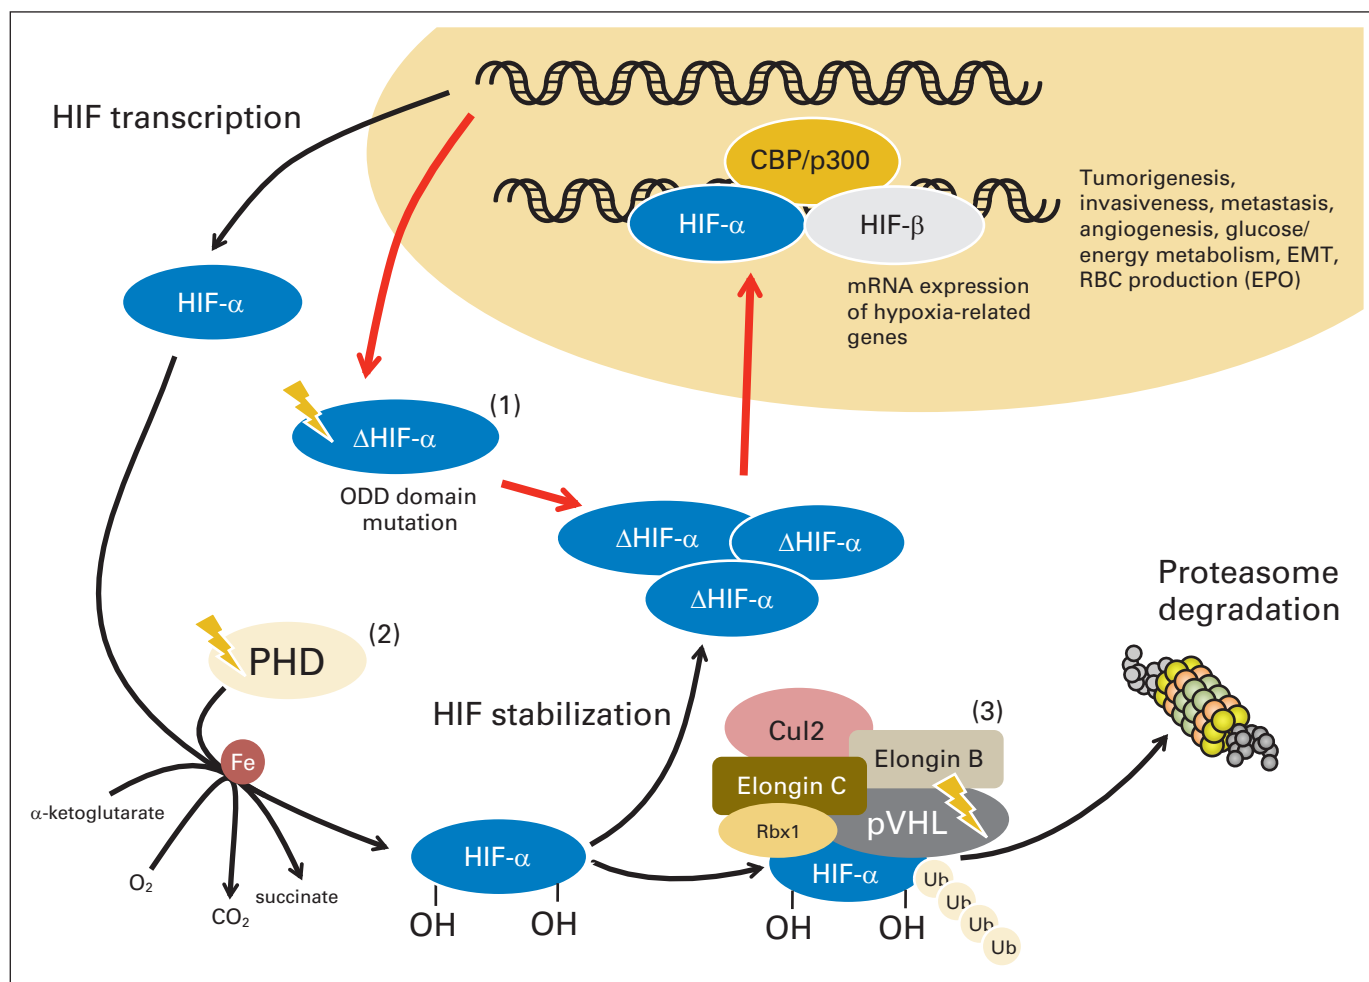 HIF transcription
CBP/p300
HIF-α
HIF-β
Tumorigenesis,
invasiveness, metastasis,
angiogenesis, glucose/
energy metabolism, EMT,
RBC production (EPO)
mRNA expression
of hypoxia-related
genes
HIF-α
(1)
ΔHIF-α
ODD domain
mutation
ΔHIF-α
ΔHIF-α
ΔHIF-α
Proteasome
degradation
(2)
PHD
HIF stabilization
(3)
Cul2
Elongin B
Elongin C
pVHL
Rbx1
Fe
α-ketoglutarate
O₂
CO₂
succinate
HIF-α
OH
OH
HIF-α
OH
OH
Ub
Ub
Ub
Ub